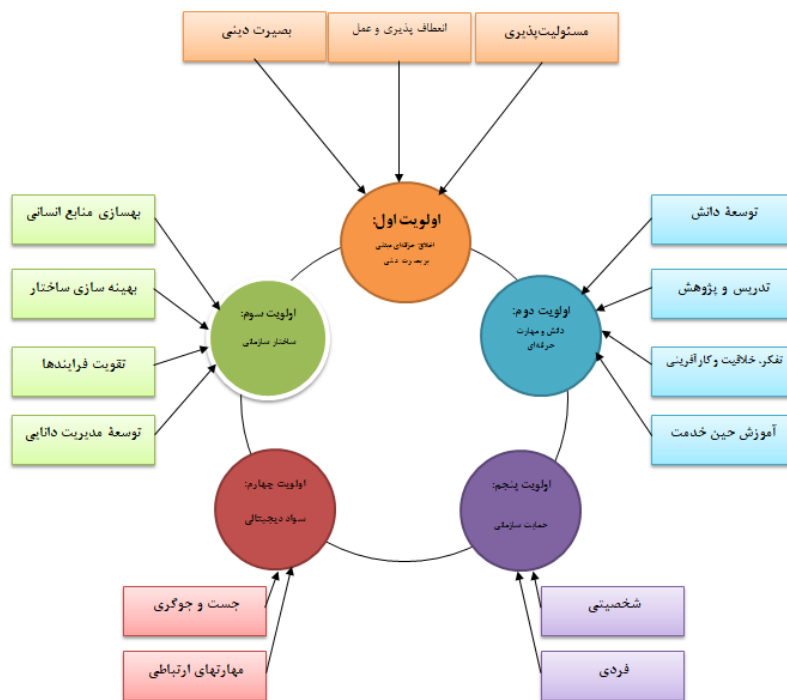 مسئولیت‌پذیری
انعطاف پذیری و عمل
بصیرت دینی
اولویت اول:
اخلاق حرفه‌ای مبتنی
بر بصیرت دینی
توسعۀ دانش
تدریس و پژوهش
تفکر، خلاقیت و کارآفرینی
آموزش حین خدمت
اولویت دوم:
دانش و مهارت
حرفه‌ای
بهسازی منابع انسانی
بهینه سازی ساختار
تقویت فرایندها
توسعۀ مدیریت دانایی
اولویت سوم:
ساختار سازمانی
اولویت چهارم:
سواد دیجیتالی
جست و جوگری
مهارتهای ارتباطی
اولویت پنجم:
حمایت سازمانی
شخصیتی
فردی